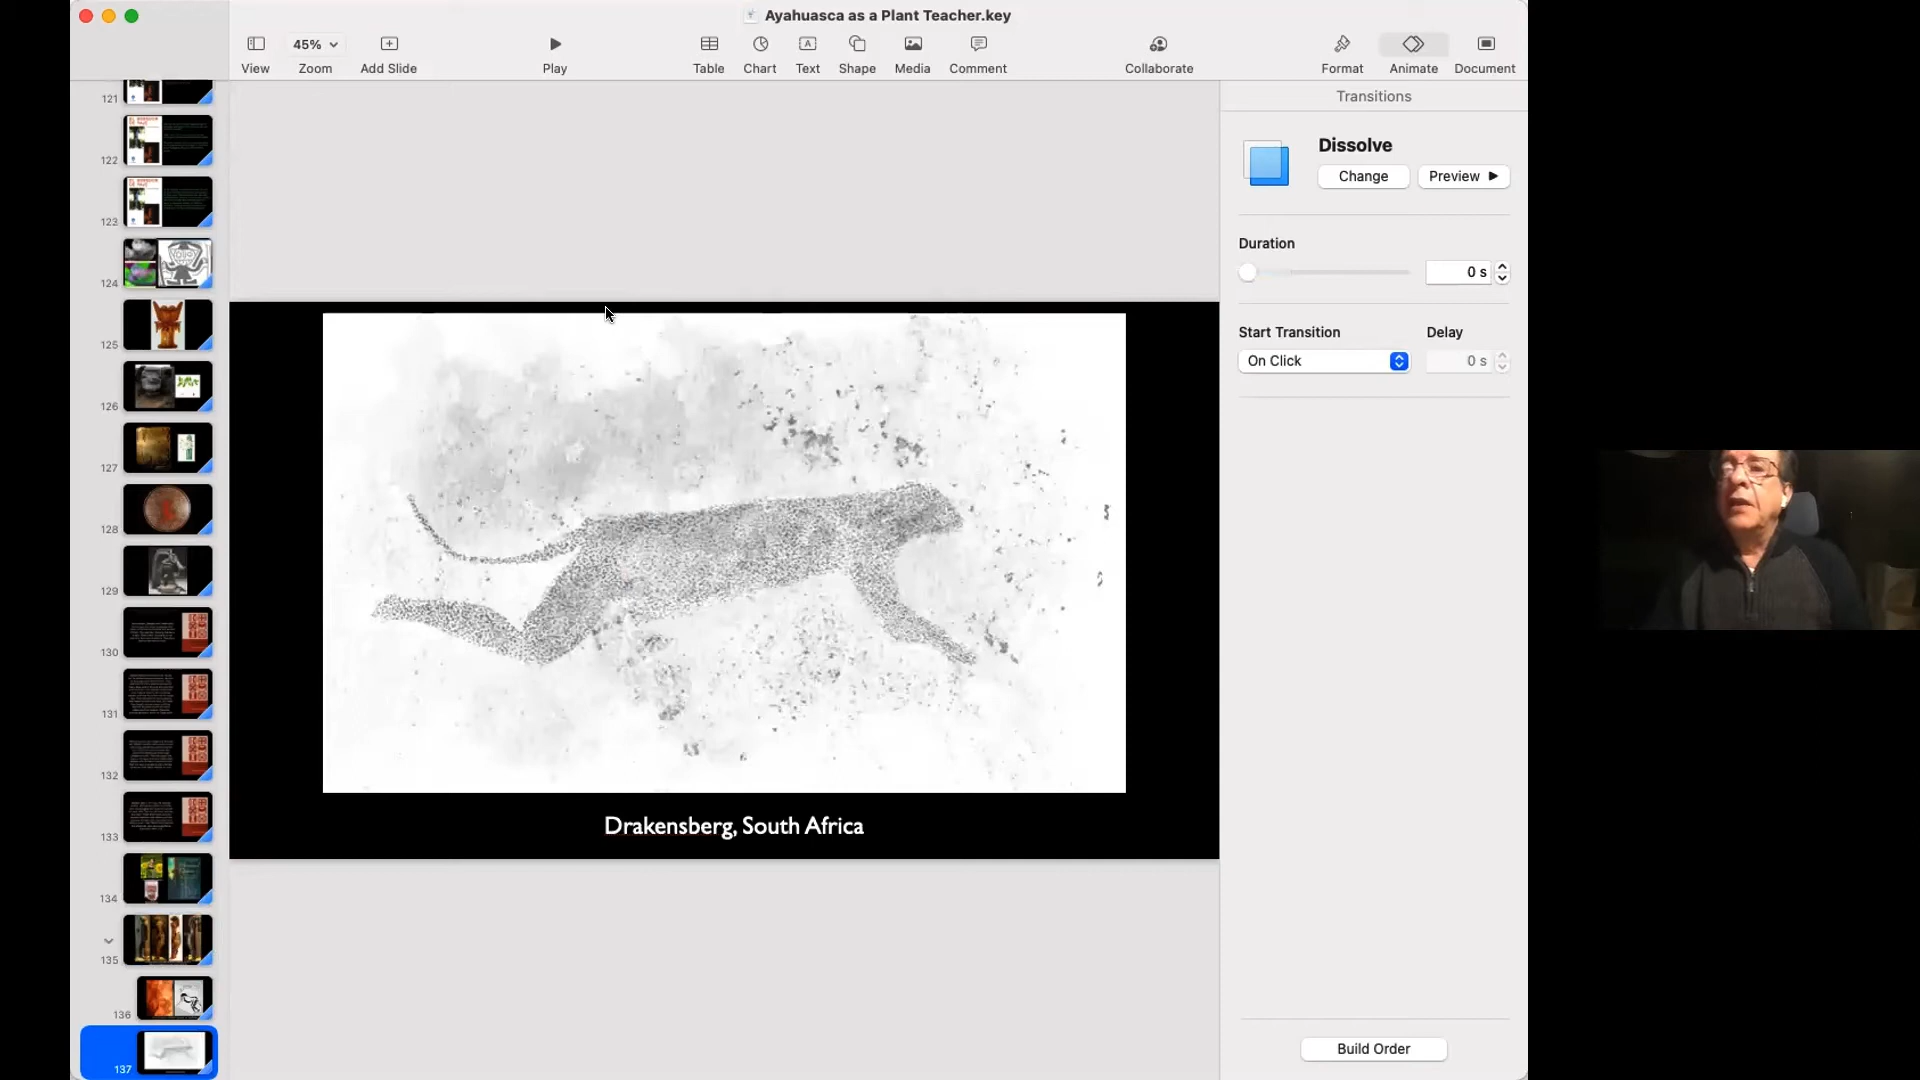 Ayahuasca as a Plant Teacher.key
45%
View
Zoom
Add Slide
Play
Table
Chart
Text
Shape
Media
Comment
Collaborate
Format
Animate
Document
Transitions
Dissolve
Change
Preview
Duration
0 s
Start Transition
Delay
On Click
0 s
Build Order
121
122
123
124
125
126
127
128
129
130
131
132
133
134
135
136
137
Drakensberg, South Africa